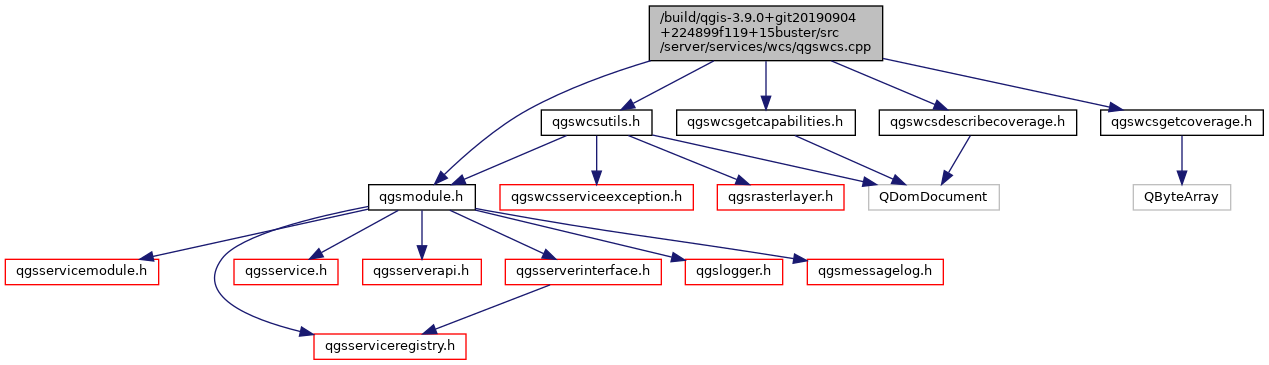 /build/qgis-3.9.0+git20190904
+224899f119+15buster/src
/server/services/wcs/qgswcs.cpp
qgswcsutils.h
qgswcsgetcapabilities.h
qgswcsdescribecoverage.h
qgswcsgetcoverage.h
qgsmodule.h
qgswcsserviceexception.h
qgsrasterlayer.h
QDomDocument
QByteArray
qgsservicemodule.h
qgsservice.h
qgsserverapi.h
qgsserverinterface.h
qgslogger.h
qgsmessagelog.h
qgsserviceregistry.h